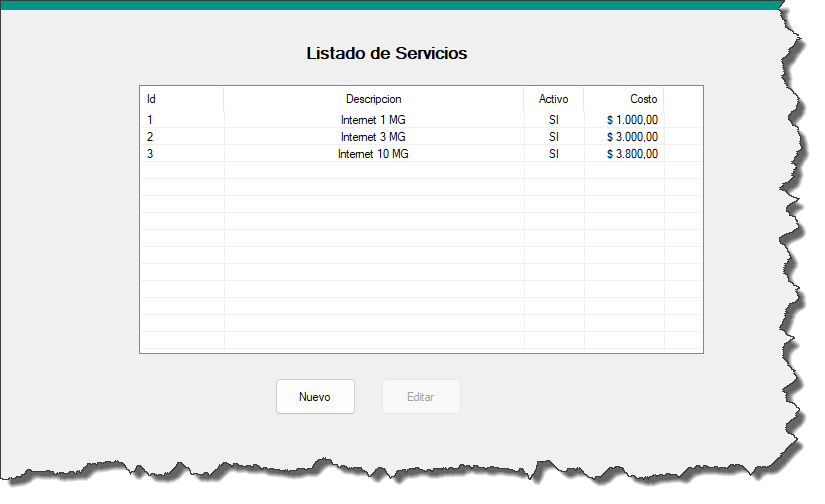 Listado de Servicios
Id Descripcion Activo Costo
1 Internet 1 MG SI $ 1.000,00
2 Internet 3 MG SI $ 3.000,00
3 Internet 10 MG SI $ 3.800,00
Nuevo Editar